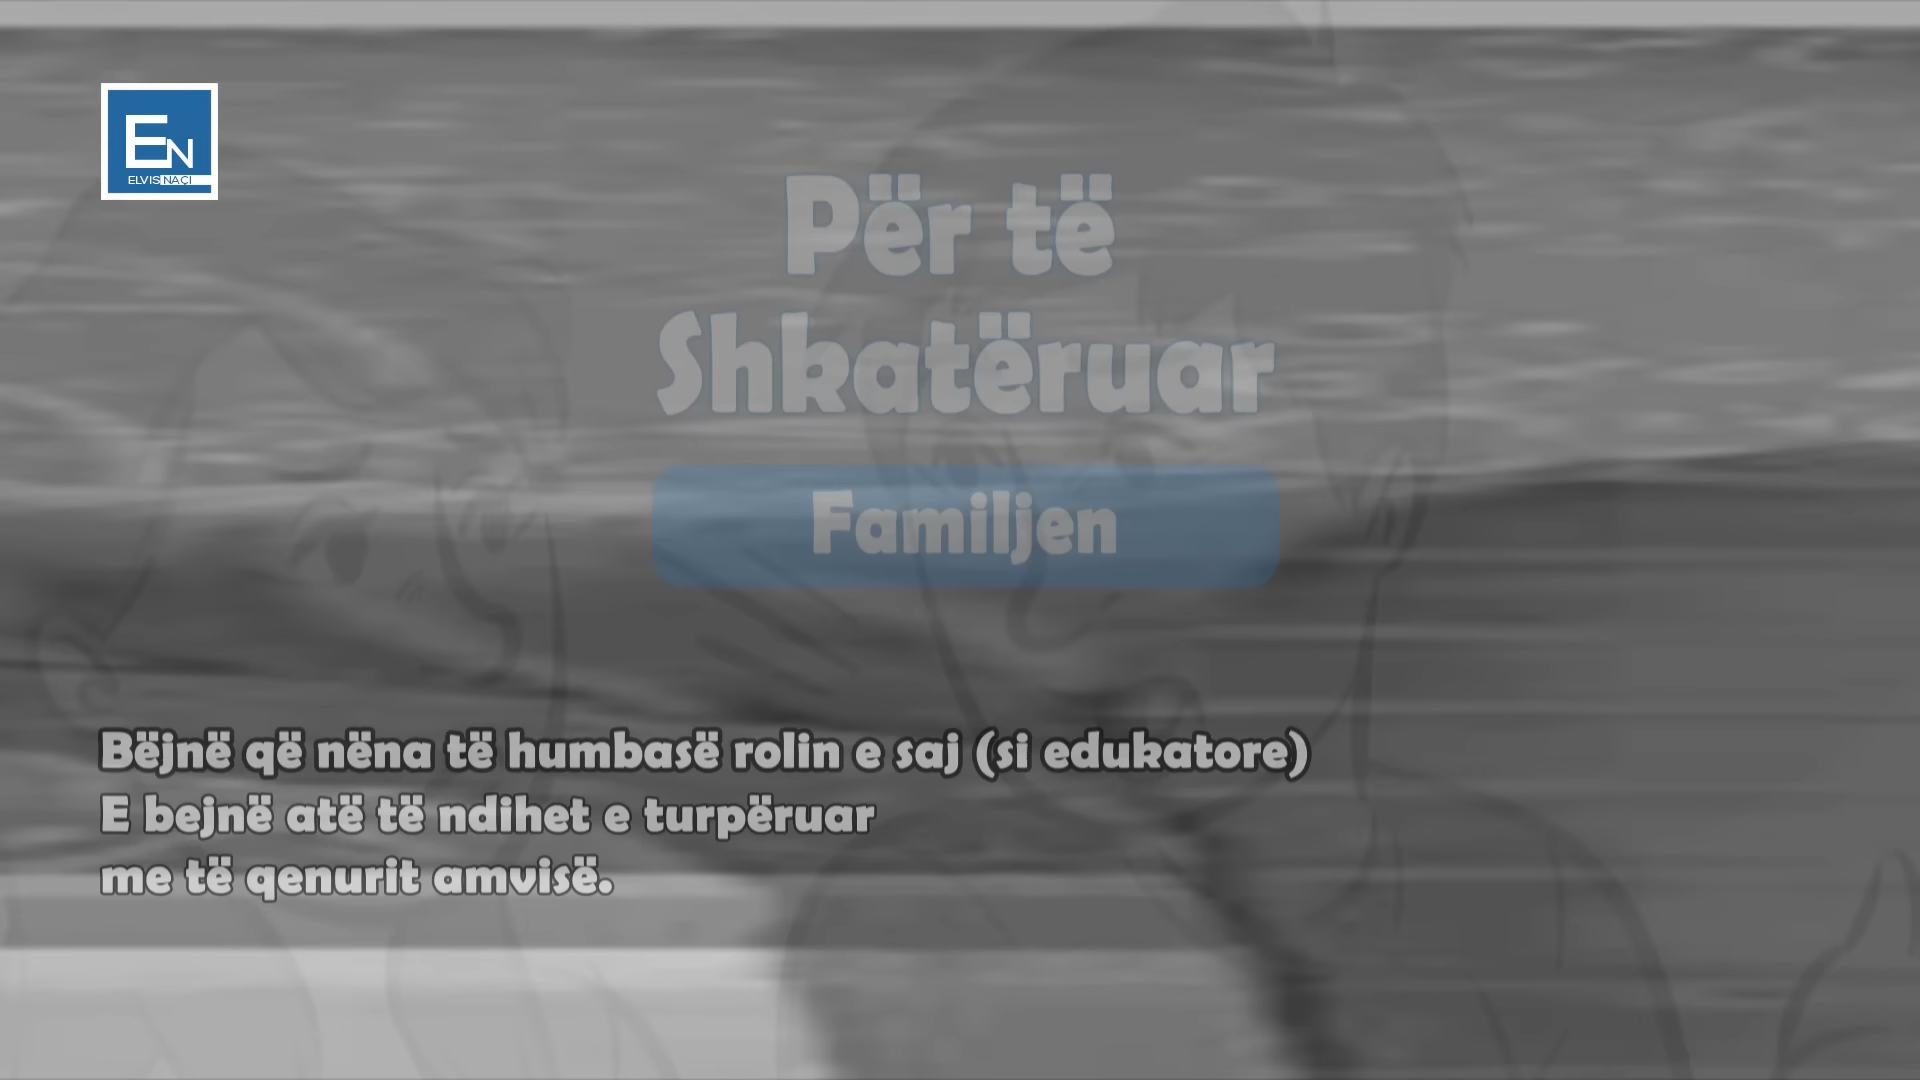 EN
ELVIS NAÇI
Për të
Shkatëruar
Familjen
Bëjnë që nëna të humbasë rolin e saj (si edukatore)
E bejnë atë të ndihet e turpëruar
me të qenurit amvisë.